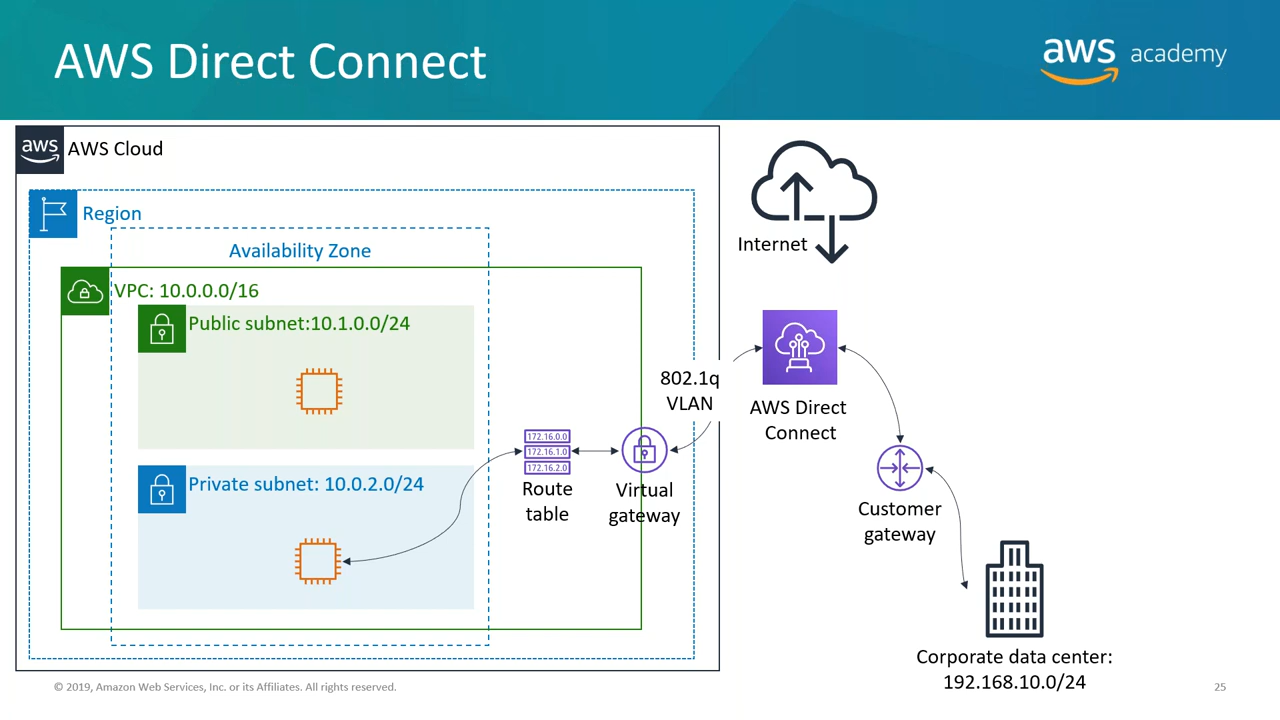 AWS Direct Connect
aws academy
aws
AWS Cloud
Region
Availability Zone
VPC: 10.0.0.0/16
Public subnet:10.1.0.0/24
Private subnet: 10.0.2.0/24
172.16.0.0
172.16.1.0
172.16.2.0
Route
table
Virtual
gateway
802.1q
VLAN
Internet
AWS Direct
Connect
Customer
gateway
Corporate data center:
192.168.10.0/24
© 2019, Amazon Web Services, Inc. or its Affiliates. All rights reserved.
25